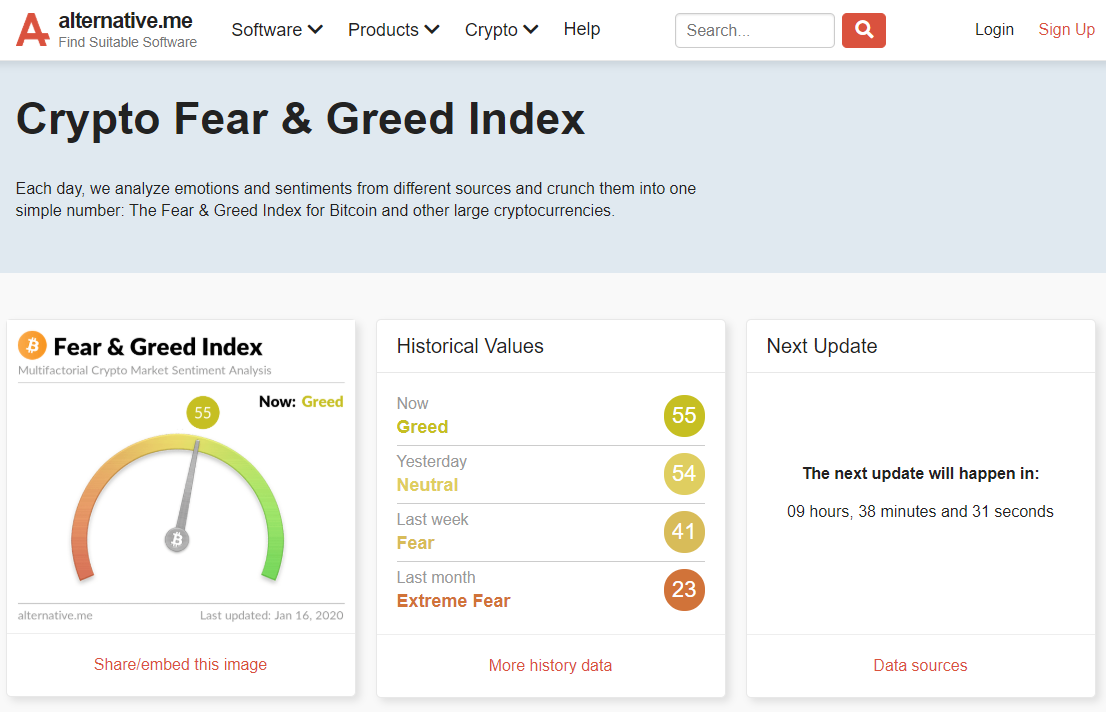 alternative.me
Find Suitable Software
Software
Products
Crypto
Help
Search...
Login
Sign Up
Crypto Fear & Greed Index
Each day, we analyze emotions and sentiments from different sources and crunch them into one
simple number: The Fear & Greed Index for Bitcoin and other large cryptocurrencies.
Fear & Greed Index
Multifactorial Crypto Market Sentiment Analysis
Now: Greed
55
alternative.me
Last updated: Jan 16, 2020
Share/embed this image
Historical Values
Now
Greed
55
Yesterday
Neutral
54
Last week
Fear
41
Last month
Extreme Fear
23
More history data
Next Update
The next update will happen in:
09 hours, 38 minutes and 31 seconds
Data sources